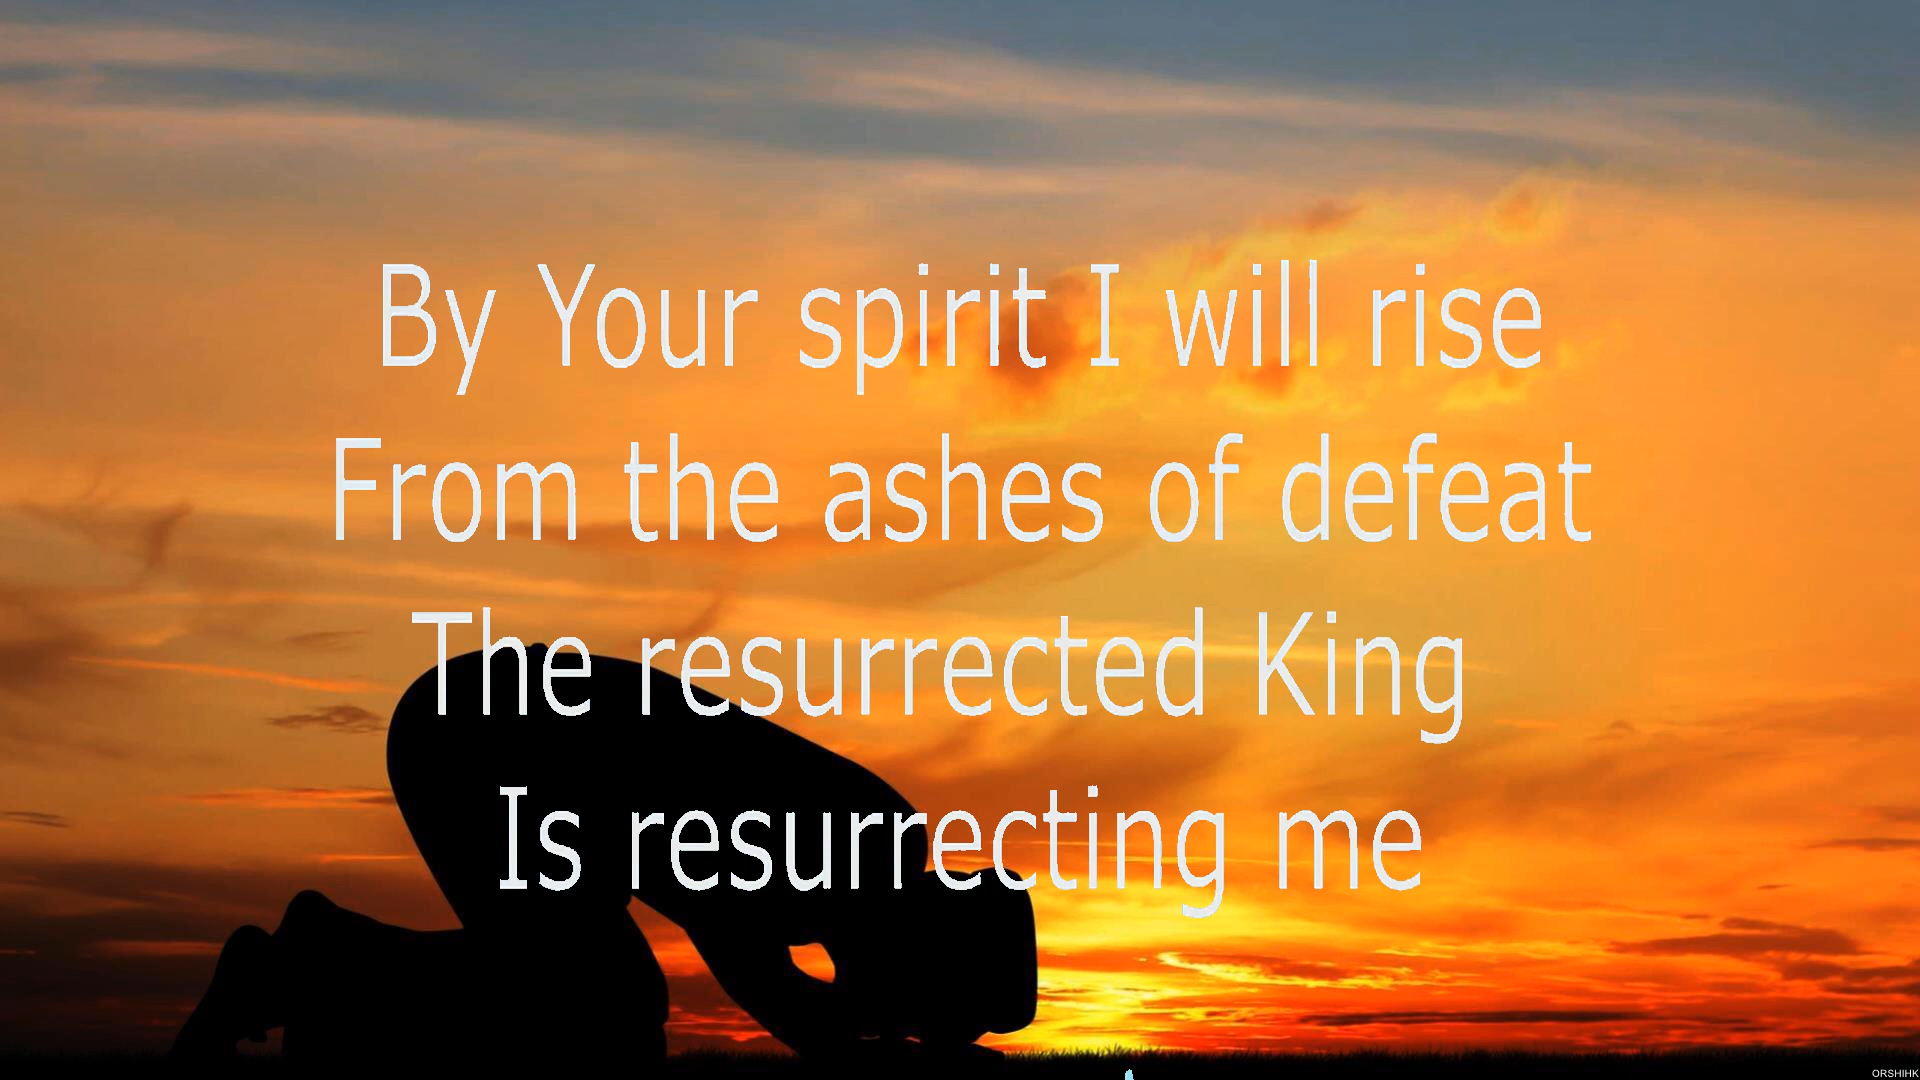 By Your spirit I will rise
From the ashes of defeat
The resurrected King
Is resurrecting me
ORSHIHK